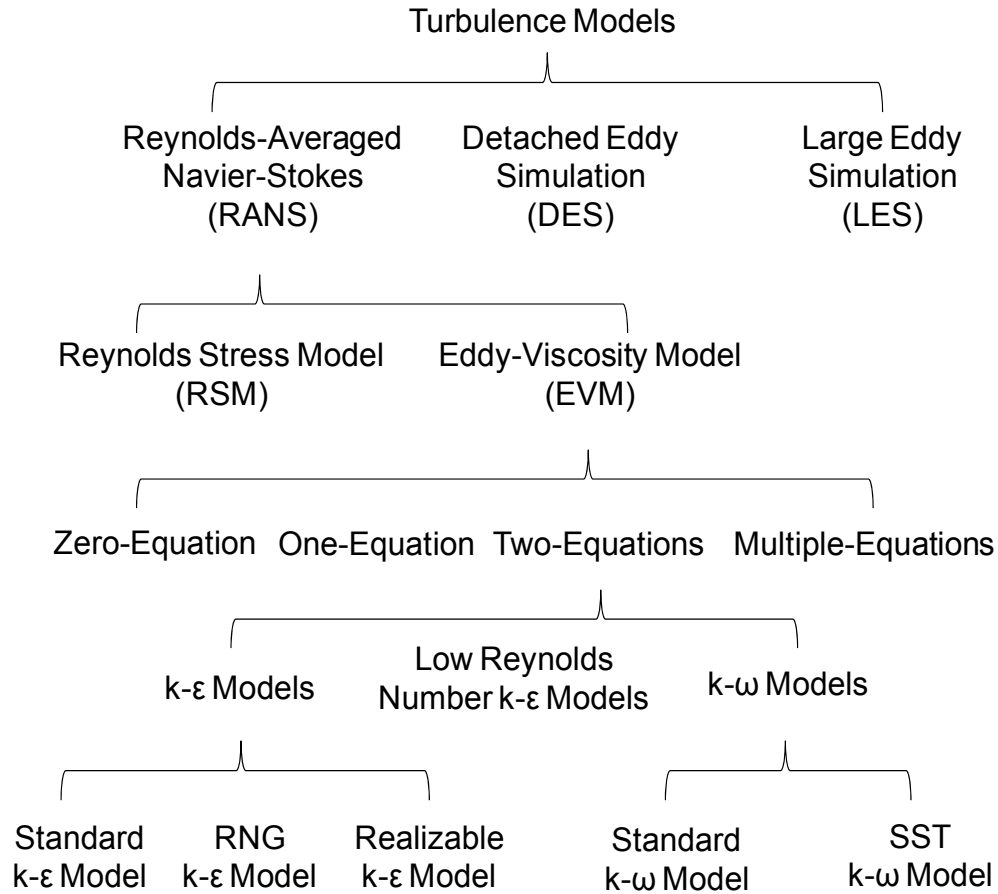 Turbulence Models
Reynolds-Averaged
Navier-Stokes
(RANS)
Detached Eddy
Simulation
(DES)
Large Eddy
Simulation
(LES)
Reynolds Stress Model
(RSM)
Eddy-Viscosity Model
(EVM)
Zero-Equation
One-Equation
Two-Equations
Multiple-Equations
k-ε Models
Low Reynolds
Number k-ε Models
k-ω Models
Standard
k-ε Model
RNG
k-ε Model
Realizable
k-ε Model
Standard
k-ω Model
SST
k-ω Model